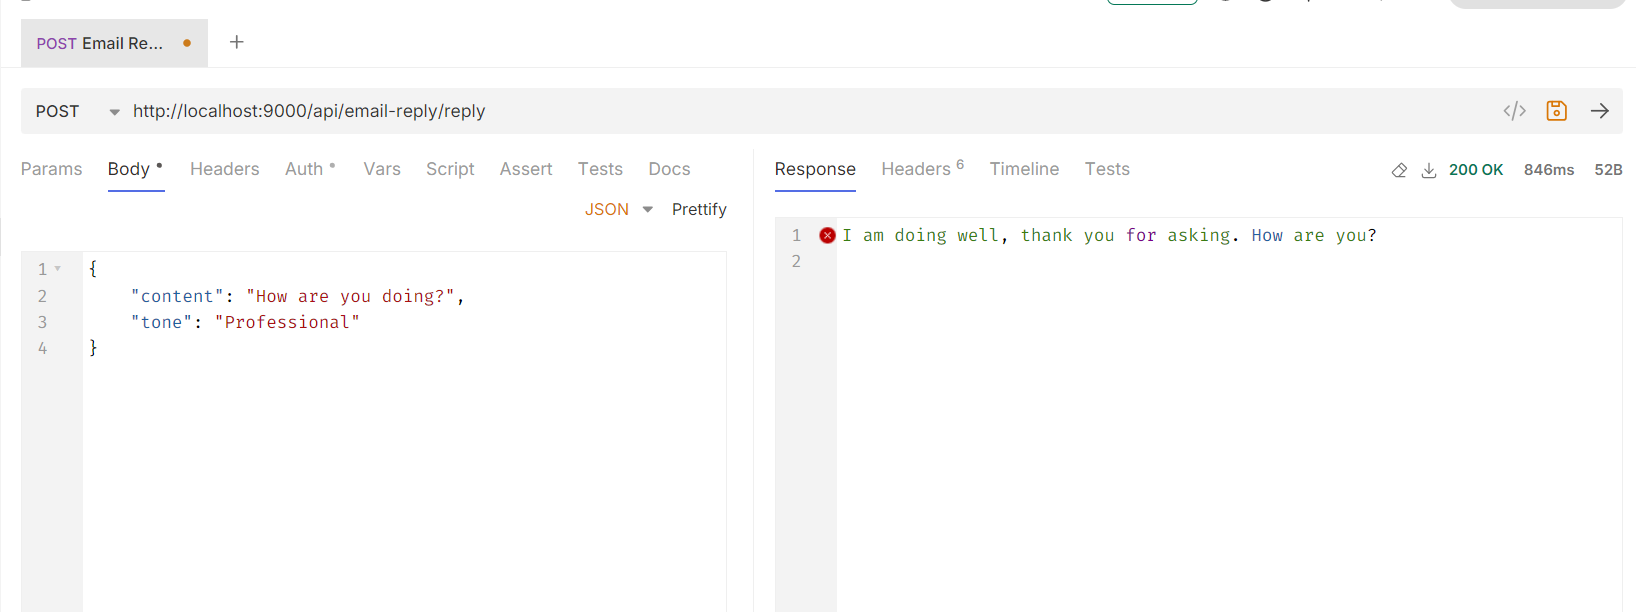 POST Email Re...
POST http://localhost:9000/api/email-reply/reply
Params Body Headers Auth Vars Script Assert Tests Docs
JSON Prettify
1 {
2 "content": "How are you doing?",
3 "tone": "Professional"
4 }
Response Headers 6 Timeline Tests 200 OK 846ms 52B
1 I am doing well, thank you for asking. How are you?
2